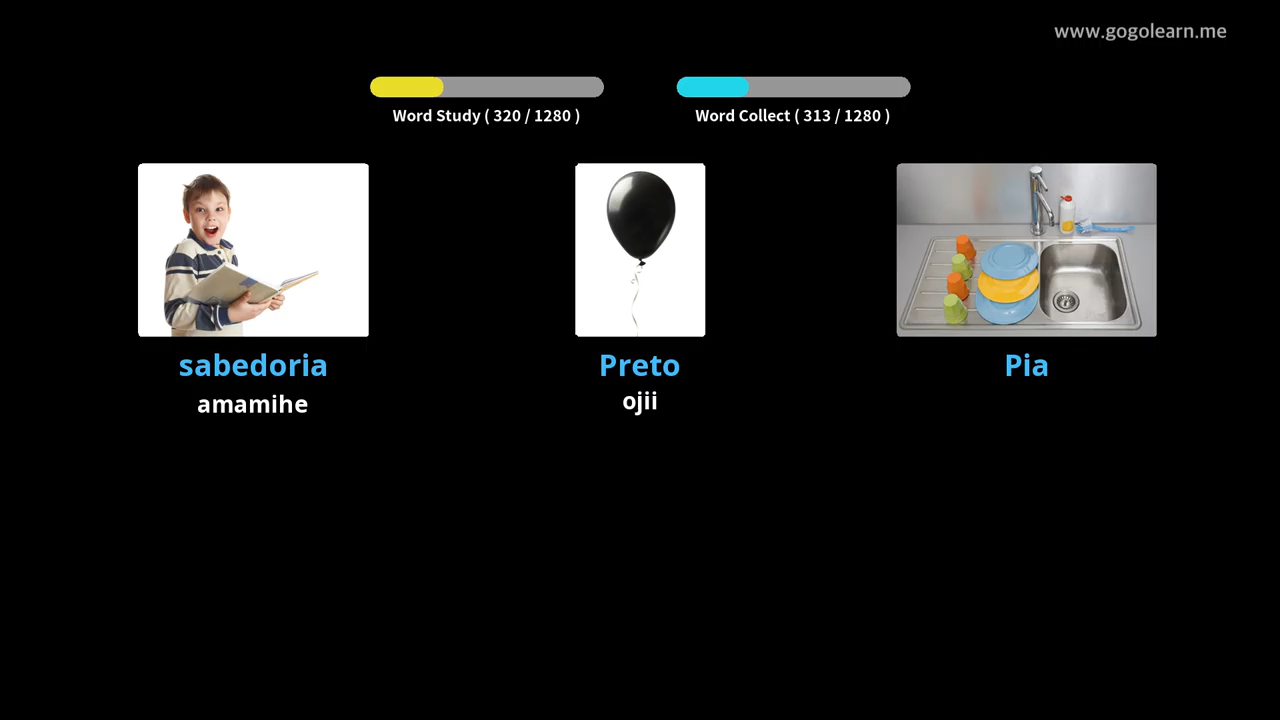 www.gogolearn.me
Word Study ( 320 / 1280 )
Word Collect ( 313 / 1280 )
sabedoria
amamihe
Preto
ojii
Pia